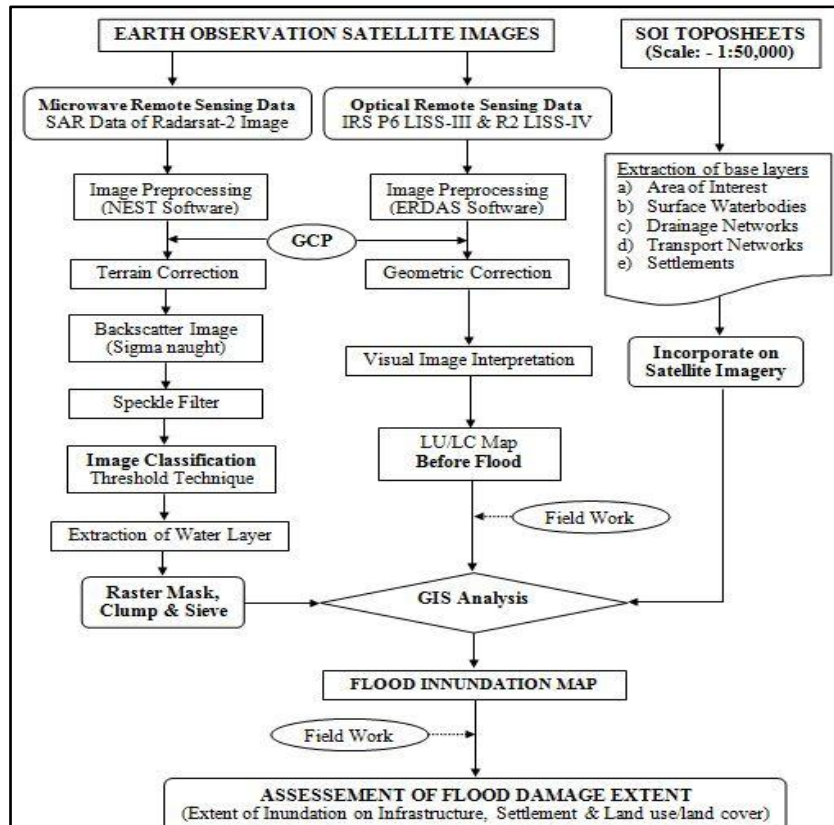 EARTH OBSERVATION SATELLITE IMAGES
SOI TOPOSHEETS
(Scale: - 1:50,000)
Microwave Remote Sensing Data
SAR Data of Radarsat-2 Image
Optical Remote Sensing Data
IRS P6 LISS-III & R2 LISS-IV
Extraction of base layers
a) Area of Interest
b) Surface Waterbodies
c) Drainage Networks
d) Transport Networks
e) Settlements
Image Preprocessing
(NEST Software)
Image Preprocessing
(ERDAS Software)
GCP
Terrain Correction
Geometric Correction
Backscatter Image
(Sigma naught)
Visual Image Interpretation
Incorporate on
Satellite Imagery
Speckle Filter
LU/LC Map
Before Flood
Image Classification
Threshold Technique
Field Work
Extraction of Water Layer
Raster Mask,
Clump & Sieve
GIS Analysis
FLOOD INNUNDATION MAP
Field Work
ASSESSEMENT OF FLOOD DAMAGE EXTENT
(Extent of Inundation on Infrastructure, Settlement & Land use/land cover)